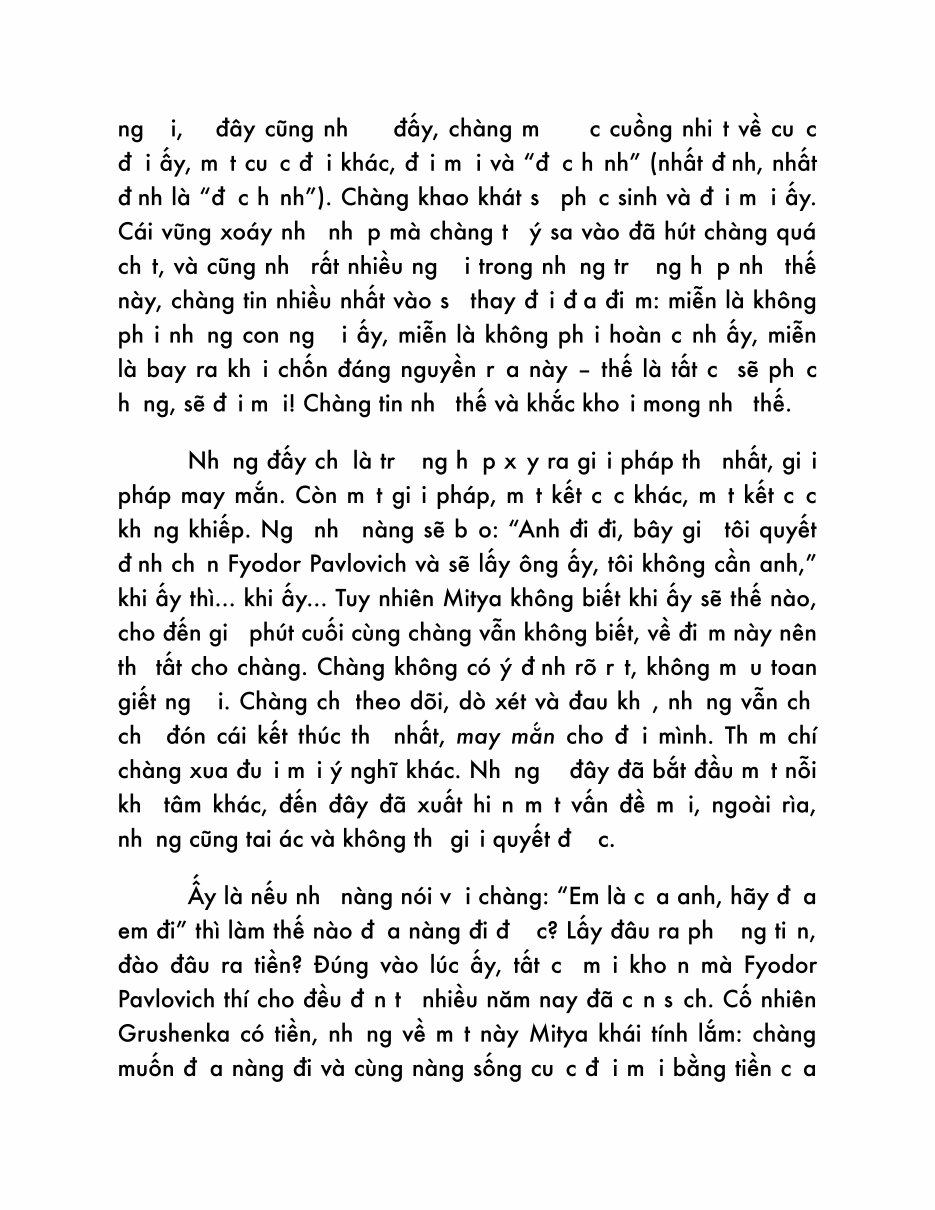 ng i, đây cũng nh đấy, chàng m c cuồng nhi t về cu c
đ i ấy, m t cu c đ i khác, đ i m i và “đ c h nh” (nhất đ nh, nhất
đ nh là “đ c h nh”). Chàng khao khát s ph c sinh và đ i m i ấy.
Cái vũng xoáy nh nh p mà chàng t ý sa vào đã hút chàng quá
ch t, và cũng nh rất nhiều ng i trong nh ng tr ng h p nh thế
này, chàng tin nhiều nhất vào s thay đ i đ a đi m: miễn là không
ph i nh ng con ng i ấy, miễn là không ph i hoàn c nh ấy, miễn
là bay ra kh i chốn đáng nguyền r a này – thế là tất c sẽ ph c
h ng, sẽ đ i m i! Chàng tin nh thế và khắc kho i mong nh thế.
Nh ng đấy ch là tr ng h p x y ra gi i pháp th nhất, gi i
pháp may mắn. Còn m t gi i pháp, m t kết c c khác, m t kết c c
kh ng khiếp. Ng nh nàng sẽ b o: “Anh đi đi, bây gi tôi quyết
đ nh ch n Fyodor Pavlovich và sẽ lấy ông ấy, tôi không cần anh,”
khi ấy thì... khi ấy... Tuy nhiên Mitya không biết khi ấy sẽ thế nào,
cho đến gi phút cuối cùng chàng vẫn không biết, về đi m này nên
th tất cho chàng. Chàng không có ý đ nh rõ r t, không m u toan
giết ng i. Chàng ch theo dõi, dò xét và đau kh , nh ng vẫn ch
ch đón cái kết thúc th nhất, may mắn cho đ i mình. Th m chí
chàng xua đu i m i ý nghĩ khác. Nh ng đây đã bắt đầu m t nỗi
kh tâm khác, đến đây đã xuất hi n m t vấn đề m i, ngoài rìa,
nh ng cũng tai ác và không th gi i quyết đ c.
Ấy là nếu nh nàng nói v i chàng: “Em là c a anh, hãy đ a
em đi” thì làm thế nào đ a nàng đi đ c? Lấy đâu ra ph ng ti n,
đào đâu ra tiền? Đúng vào lúc ấy, tất c m i kho n mà Fyodor
Pavlovich thí cho đều đ n t nhiều năm nay đã c n s ch. Cố nhiên
Grushenka có tiền, nh ng về m t này Mitya khái tính lắm: chàng
muốn đ a nàng đi và cùng nàng sống cu c đ i m i bằng tiền c a